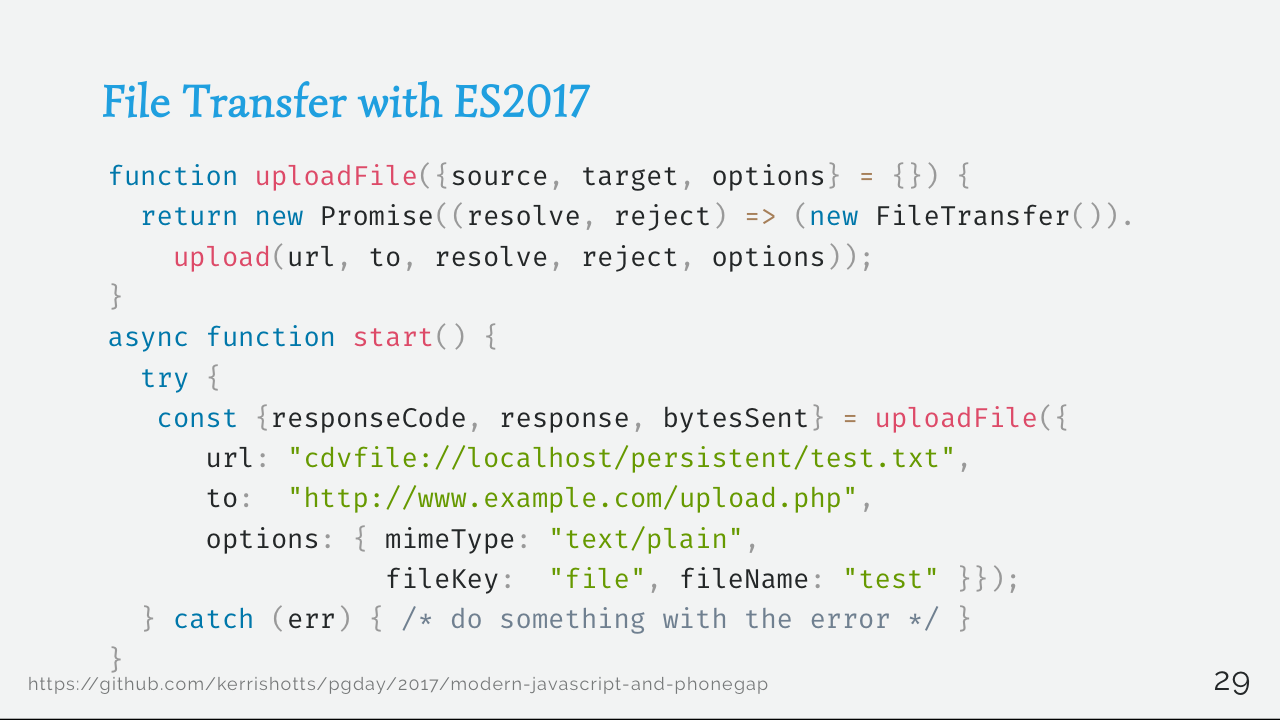 File Transfer with ES2017
function uploadFile({source, target, options} = {}) {
  return new Promise((resolve, reject) => (new FileTransfer()).
    upload(url, to, resolve, reject, options));
}
async function start() {
  try {
   const {responseCode, response, bytesSent} = uploadFile({
      url: "cdvfile://localhost/persistent/test.txt",
      to:  "http://www.example.com/upload.php",
      options: { mimeType: "text/plain",
                 fileKey:  "file", fileName: "test" }});
  } catch (err) { /* do something with the error */ }
}
https://github.com/kerrishotts/pgday/2017/modern-javascript-and-phonegap
29